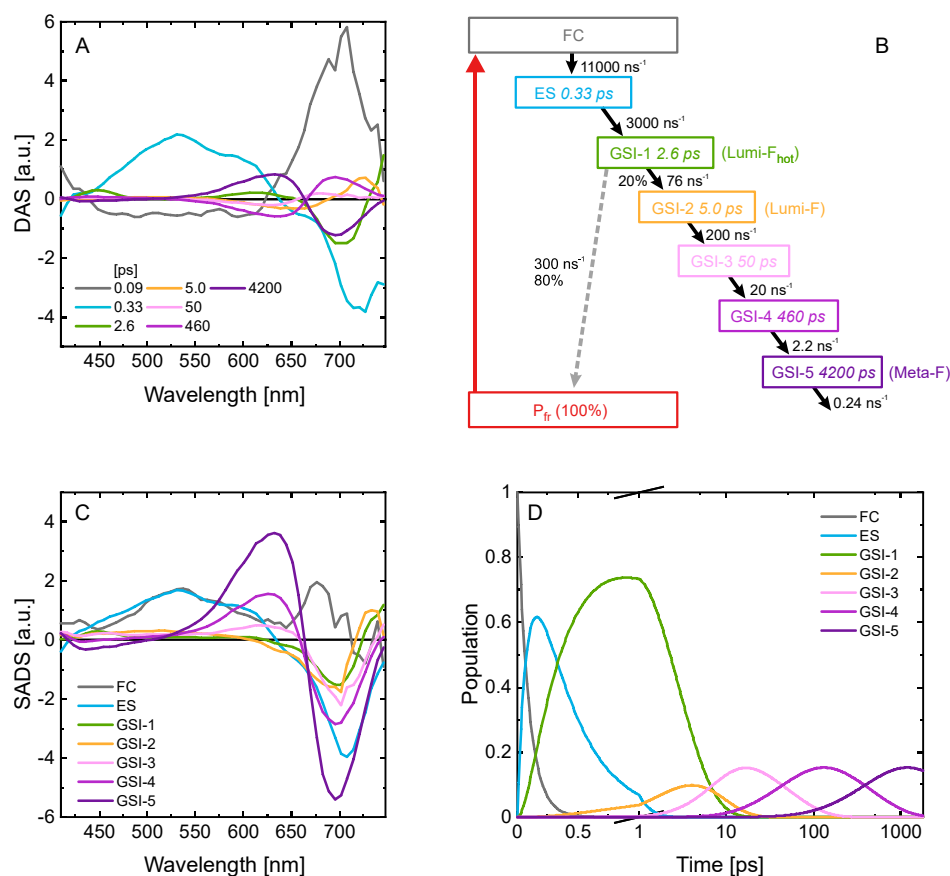 A
6
4
2
0
-2
-4
DAS [a.u.]
[ps]
0.09
5.0
4200
0.33
50
2.6
460
450 500 550 600 650 700
Wavelength [nm]
B
FC
11000 ns⁻¹
ES 0.33 ps
3000 ns⁻¹
GSI-1 2.6 ps (Lumi-Fhot)
20% 76 ns⁻¹
GSI-2 5.0 ps (Lumi-F)
200 ns⁻¹
GSI-3 50 ps
300 ns⁻¹
80%
20 ns⁻¹
GSI-4 460 ps
2.2 ns⁻¹
GSI-5 4200 ps (Meta-F)
0.24 ns⁻¹
Pfr (100%)
C
4
2
0
-2
-4
-6
SADS [a.u.]
FC
ES
GSI-1
GSI-2
GSI-3
GSI-4
GSI-5
450 500 550 600 650 700
Wavelength [nm]
D
1
0.8
0.6
0.4
0.2
0
Population
FC
ES
GSI-1
GSI-2
GSI-3
GSI-4
GSI-5
0 0.5 1 10 100 1000
Time [ps]